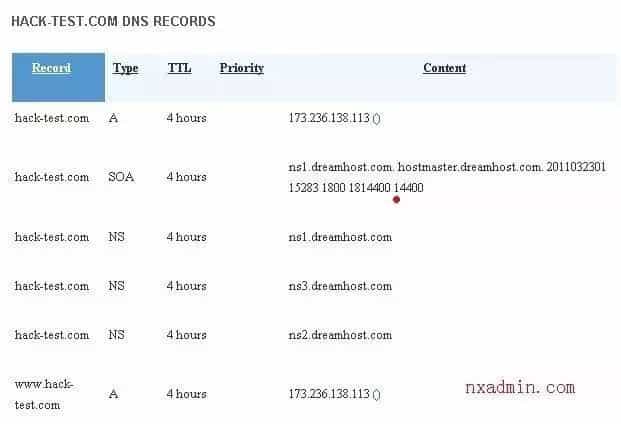 HACK-TEST.COM DNS RECORDS
Record Type TTL Priority Content
hack-test.com A 4 hours 173.236.138.113 ()
hack-test.com SOA 4 hours ns1.dreamhost.com. hostmaster.dreamhost.com. 2011032301
15283 1800 1814400 14400
hack-test.com NS 4 hours ns1.dreamhost.com
hack-test.com NS 4 hours ns3.dreamhost.com
hack-test.com NS 4 hours ns2.dreamhost.com
www.hack-
test.com A 4 hours 173.236.138.113 ()
nxadmin.com